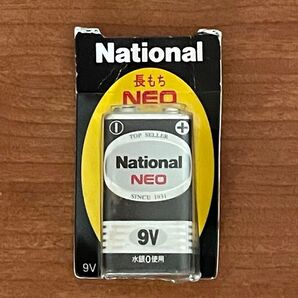 National
長もち
NEO
TOP SELLER
National
NEO
SINCE 1931
9V
水銀0使用
9V